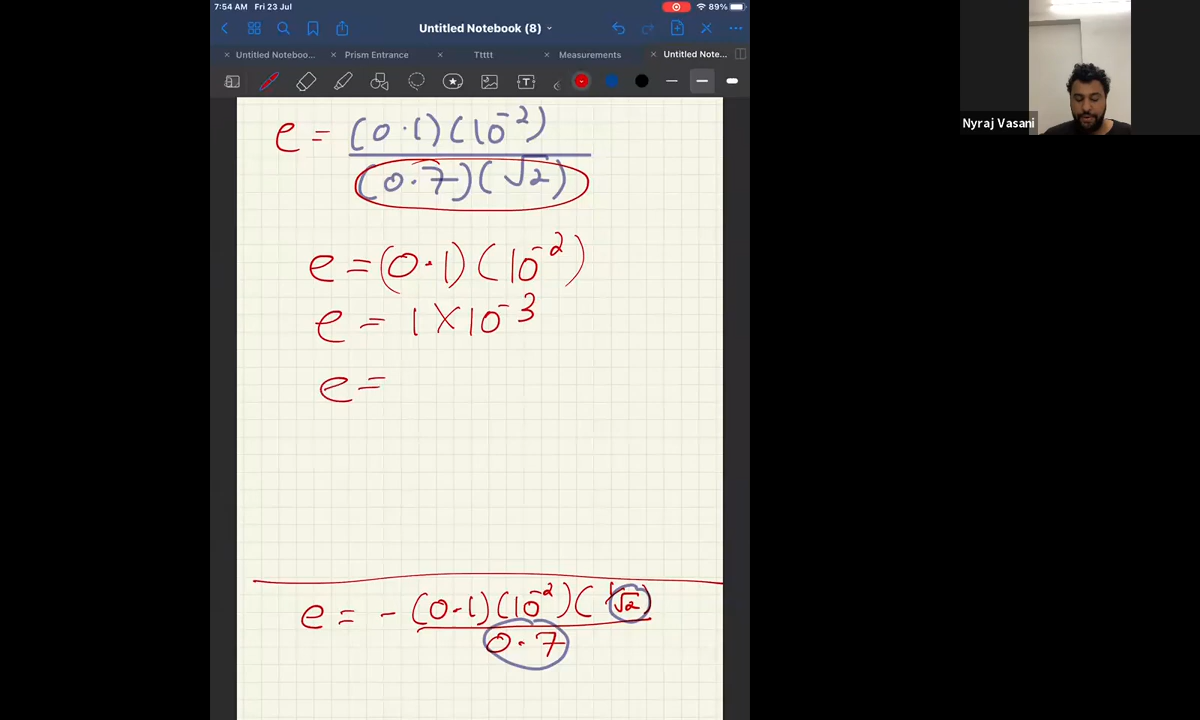 7:54 AM Fri 23 Jul
89%
Untitled Notebook (8)
Untitled Noteboo...
Prism Entrance
Ttttt
Measurements
Untitled Note...
Nyraj Vasani
e = (0.1)(10⁻²)
(0.7)(√2)
e = (0.1)(10⁻²)
e = 1 × 10⁻³
e =
e = -(0.1)(10⁻²)(√2)
0.7